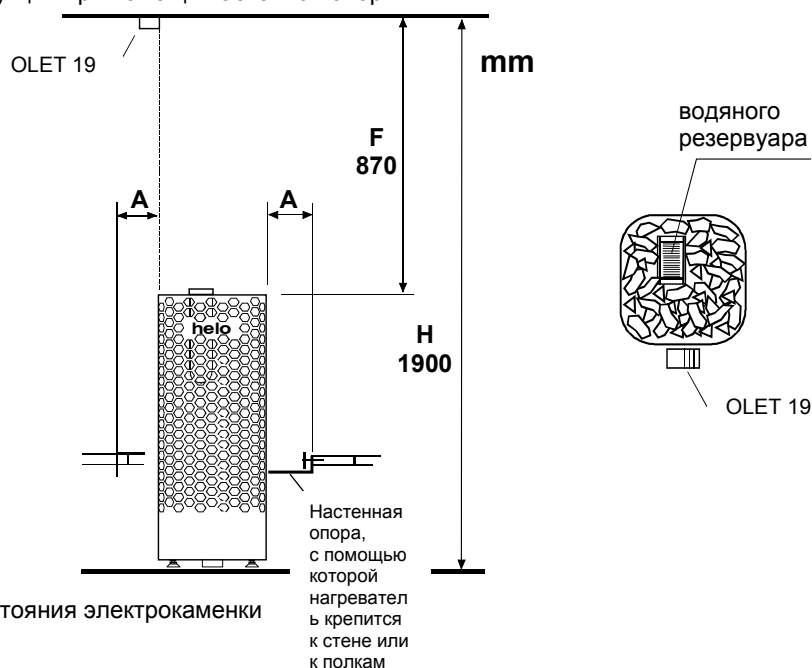 OLET 19
mm
F
870
A
A
водяного
резервуара
helo
H
1900
OLET 19
Настенная
опора,
с помощью
которой
нагревател
ь крепится
к стене или
к полкам
тояния электрокаменки